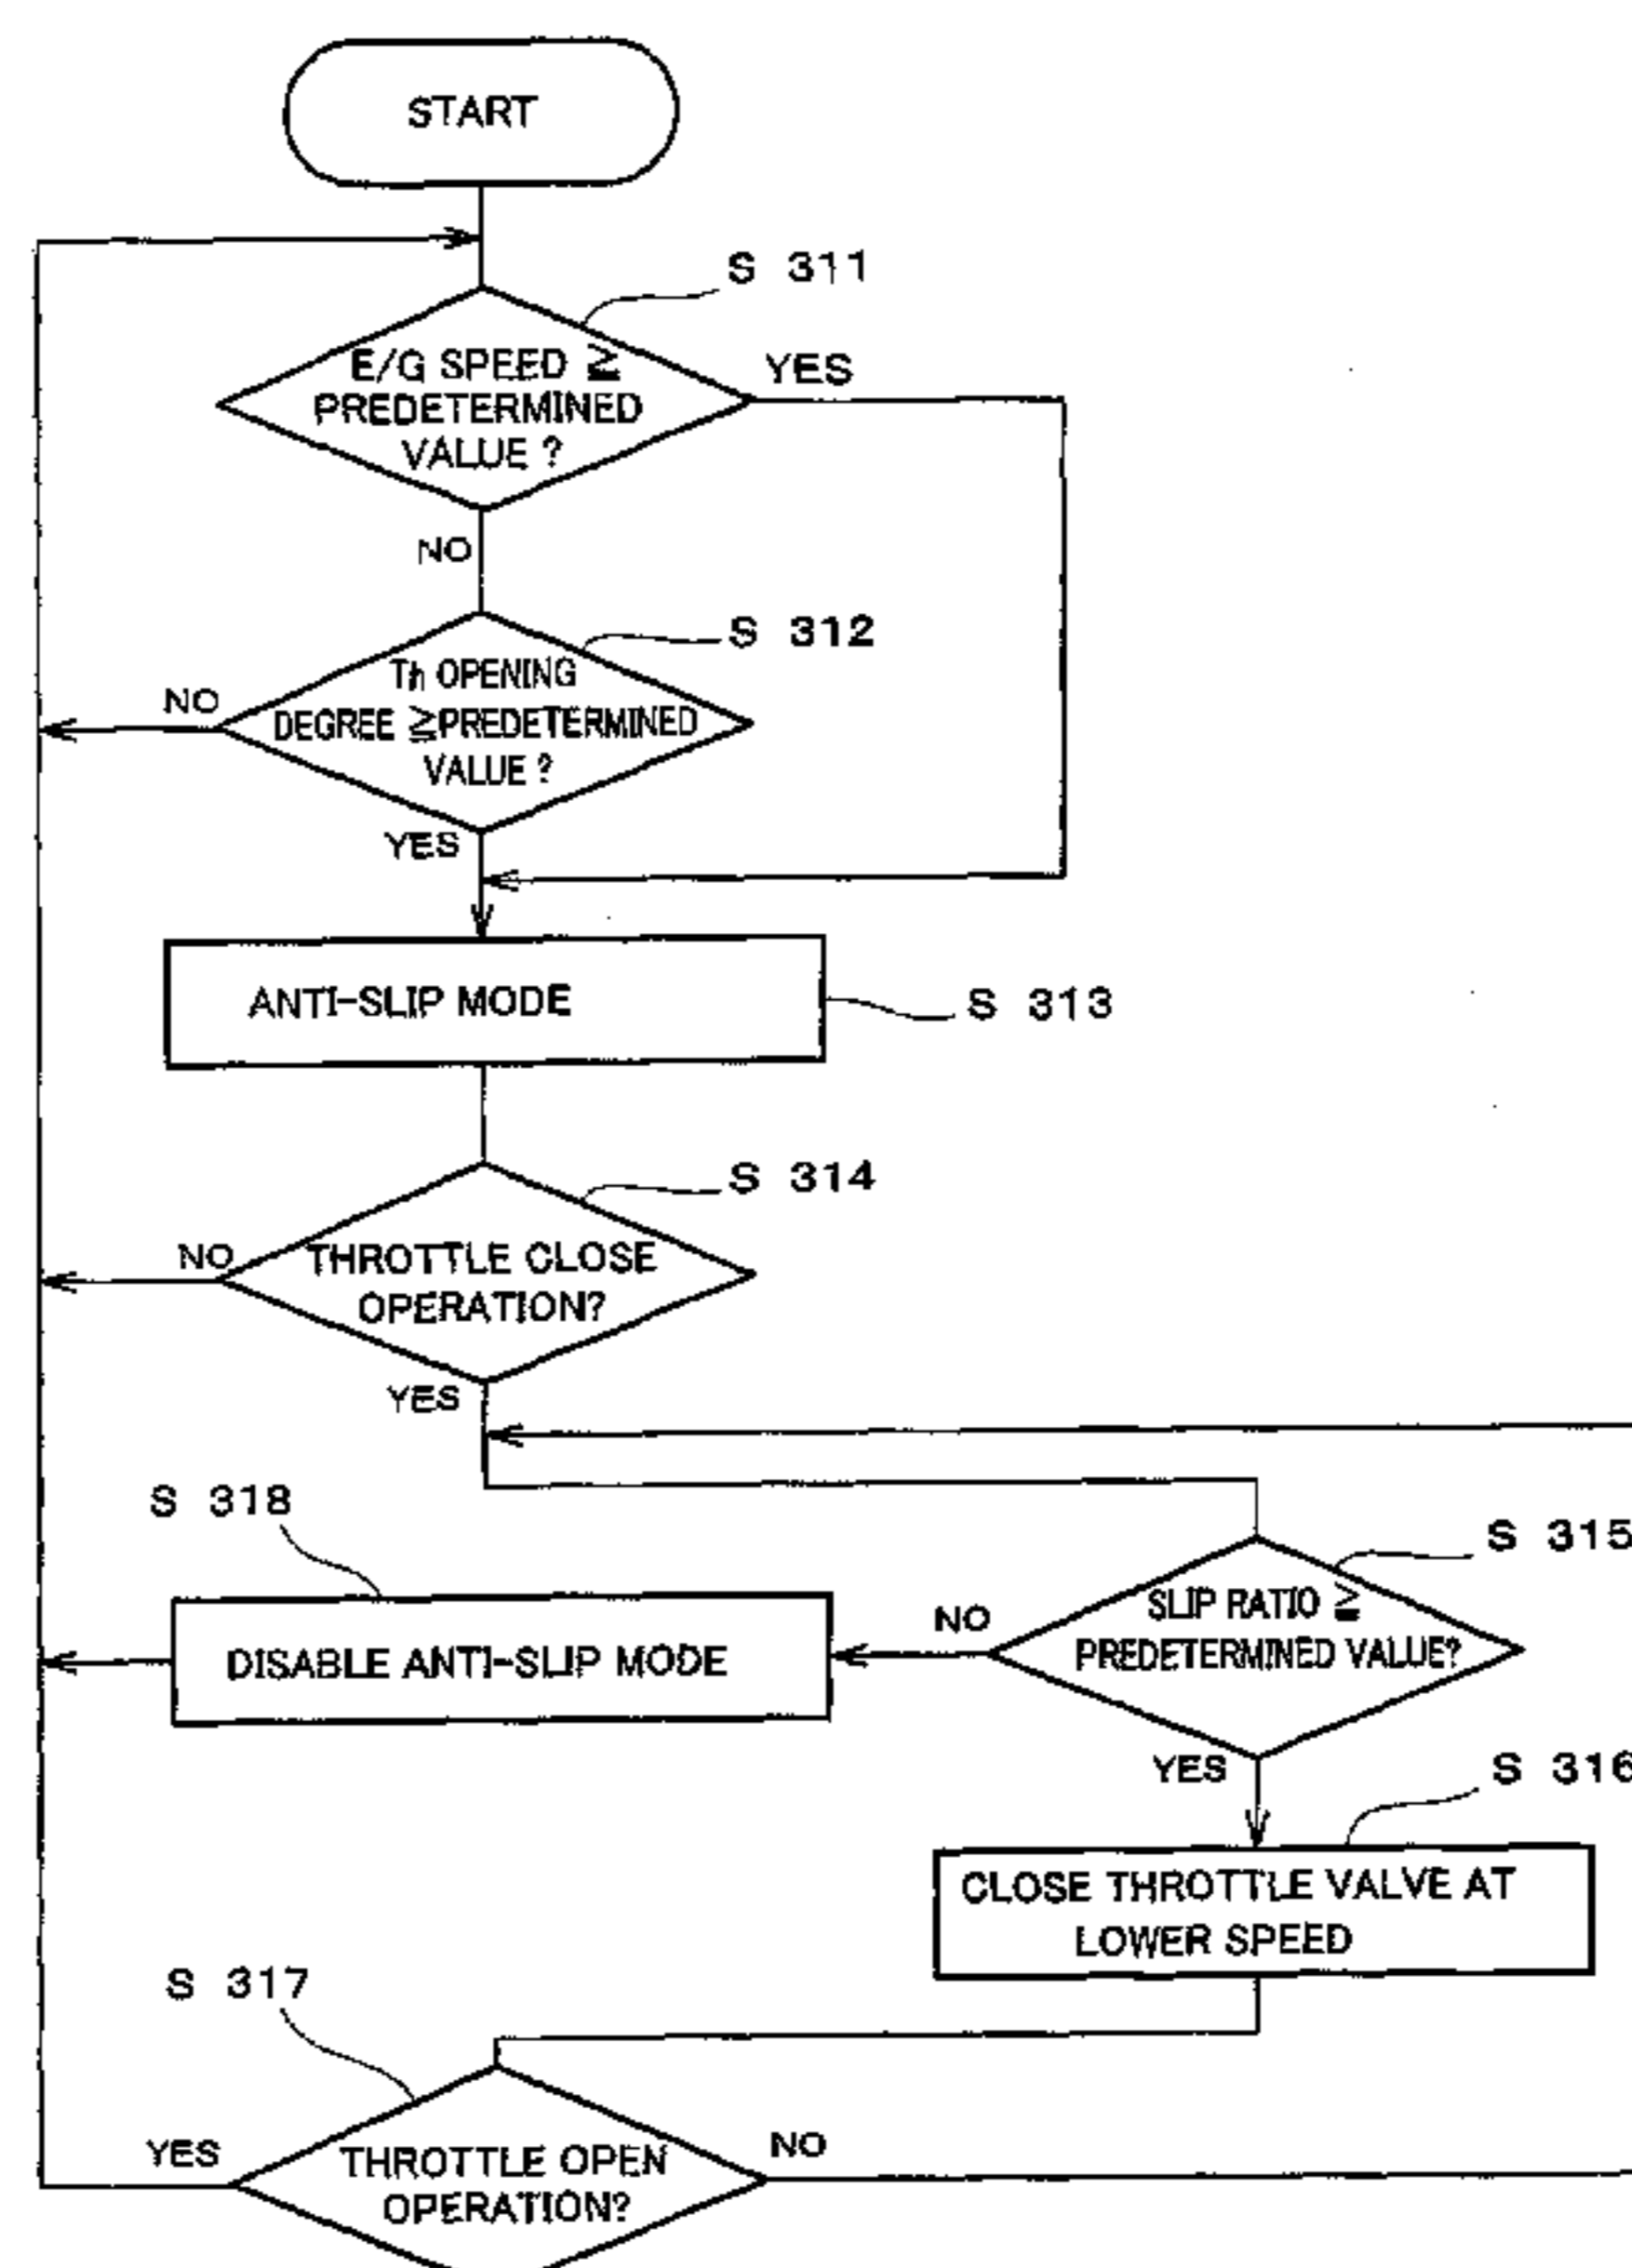 START
S 311
E/G SPEED ≧
PREDETERMINED
VALUE ?
YES
NO
S 312
Th OPENING
DEGREE ≧PREDETERMINED
VALUE ?
NO
YES
ANTI-SLIP MODE
S 313
S 314
THROTTLE CLOSE
OPERATION?
NO
YES
S 318
S 315
SLIP RATIO ≧
PREDETERMINED VALUE?
NO
DISABLE ANTI-SLIP MODE
YES
S 316
CLOSE THROTTLE VALVE AT
LOWER SPEED
S 317
YES
THROTTLE OPEN
OPERATION?
NO